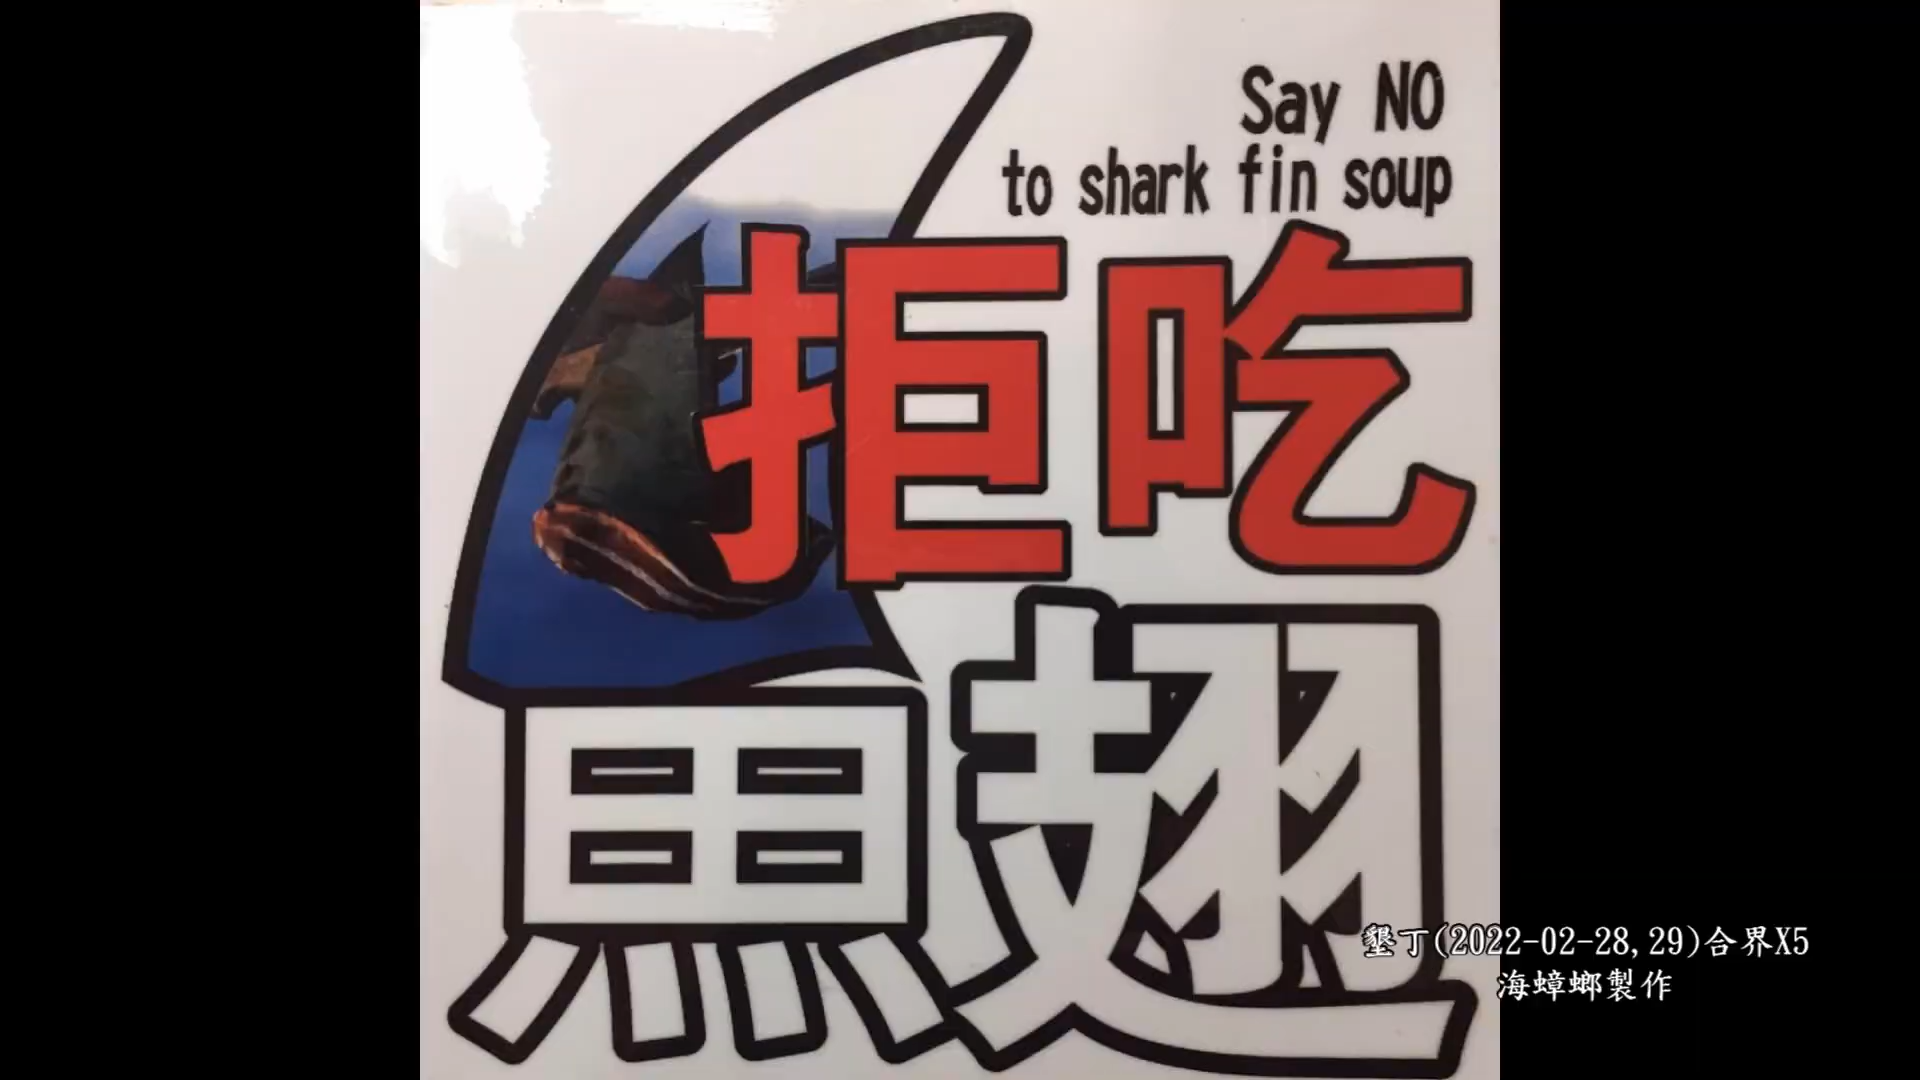 Say NO
to shark fin soup
拒吃
魚翅
墾丁(2022-02-28,29)合界X5
海蟑螂製作